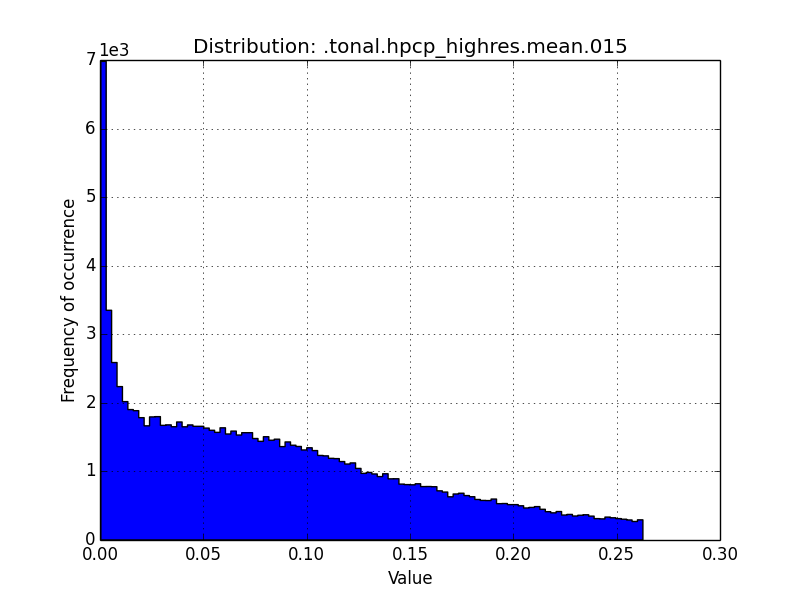 Distribution: .tonal.hpcp_highres.mean.015
1e3
7
6
5
4
3
2
1
0
Frequency of occurrence
0.00 0.05 0.10 0.15 0.20 0.25 0.30
Value